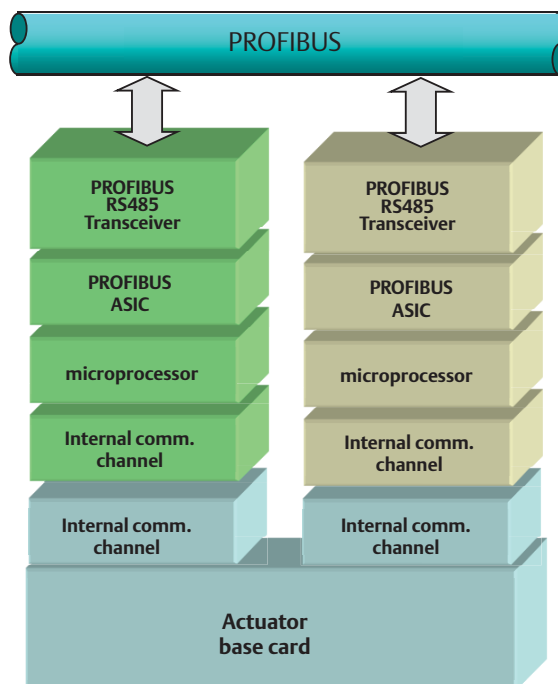 PROFIBUS
PROFIBUS
RS485
Transceiver
PROFIBUS
ASIC
microprocessor
Internal comm.
channel
Internal comm.
channel
PROFIBUS
RS485
Transceiver
PROFIBUS
ASIC
microprocessor
Internal comm.
channel
Internal comm.
channel
Actuator
base card